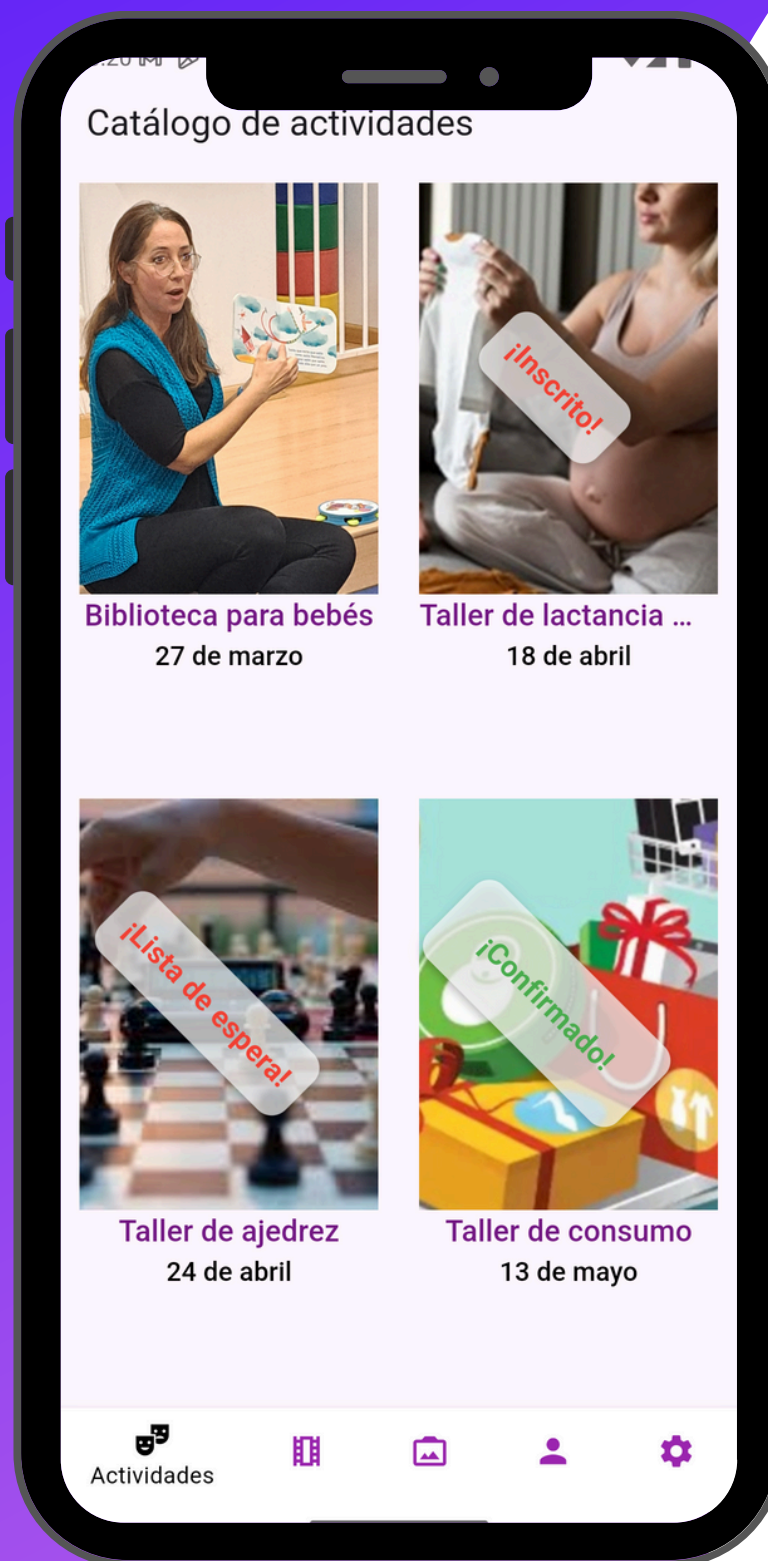 Catálogo de actividades
¡Inscrito!
Biblioteca para bebés
Taller de lactancia ...
27 de marzo
18 de abril
¡Lista de espera!
¡Confirmado!
Taller de ajedrez
Taller de consumo
24 de abril
13 de mayo
Actividades